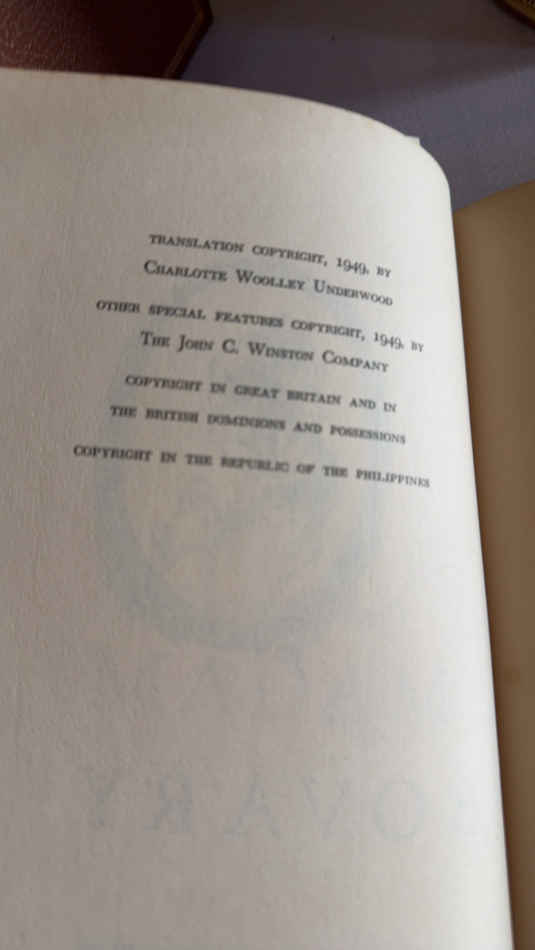 TRANSLATION COPYRIGHT, 1949, BY
CHARLOTTE WOOLLEY UNDERWOOD
OTHER SPECIAL FEATURES COPYRIGHT, 1949, BY
THE JOHN C. WINSTON COMPANY
COPYRIGHT IN GREAT BRITAIN AND IN
THE BRITISH DOMINIONS AND POSSESSIONS
COPYRIGHT IN THE REPUBLIC OF THE PHILIPPINES